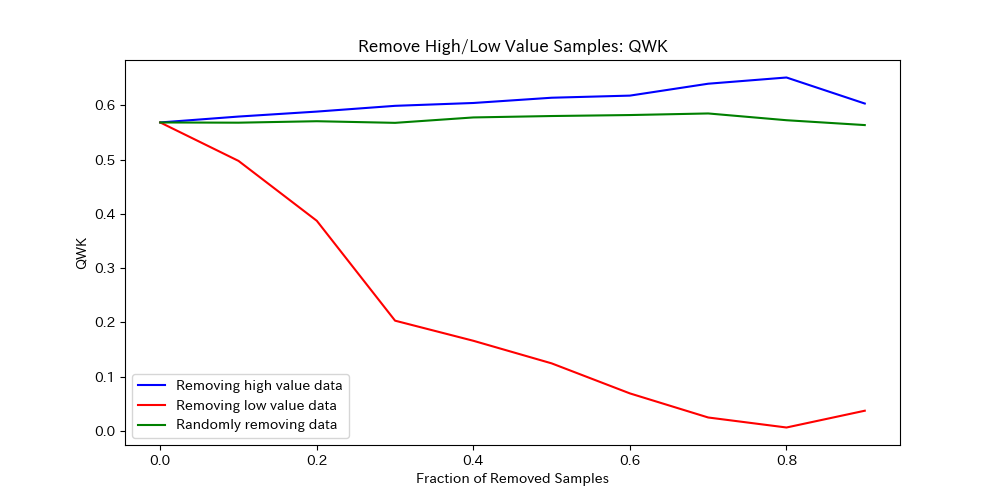 Remove High/Low Value Samples: QWK
QWK
0.6
0.5
0.4
0.3
0.2
0.1
0.0
Removing high value data
Removing low value data
Randomly removing data
0.0 0.2 0.4 0.6 0.8
Fraction of Removed Samples